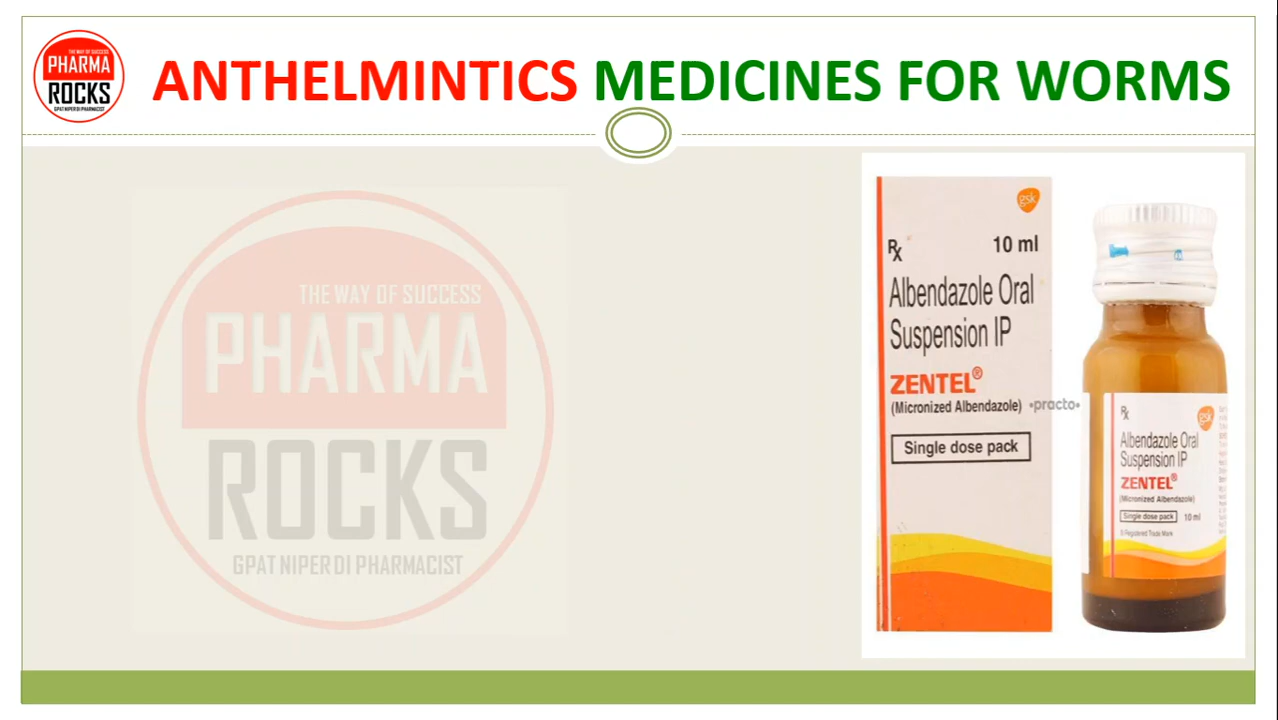 THE WAY OF SUCCESS
PHARMA
ROCKS
GPAT NIPER DI PHARMACIST
ANTHELMINTICS MEDICINES FOR WORMS
THE WAY OF SUCCESS
PHARMA
ROCKS
GPAT NIPER DI PHARMACIST
gsk
Rx
10 ml
Albendazole Oral
Suspension IP
ZENTEL®
(Micronized Albendazole)
Single dose pack
•practo•
Rx
gsk
Albendazole Oral
Suspension IP
ZENTEL®
(Micronized Albendazole)
Single dose pack 10 ml
® Registered Trade Mark